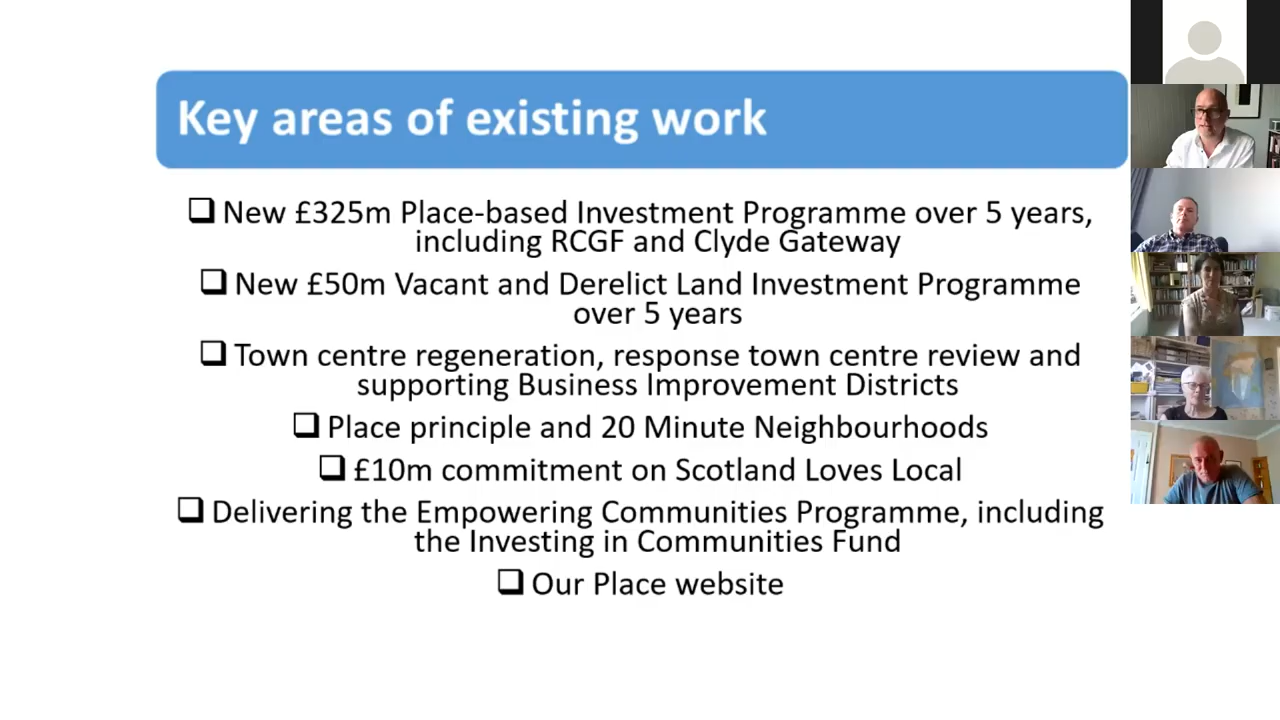 Key areas of existing work
❑ New £325m Place-based Investment Programme over 5 years,
including RCGF and Clyde Gateway
❑ New £50m Vacant and Derelict Land Investment Programme
over 5 years
❑ Town centre regeneration, response town centre review and
supporting Business Improvement Districts
❑ Place principle and 20 Minute Neighbourhoods
❑ £10m commitment on Scotland Loves Local
❑ Delivering the Empowering Communities Programme, including
the Investing in Communities Fund
❑ Our Place website